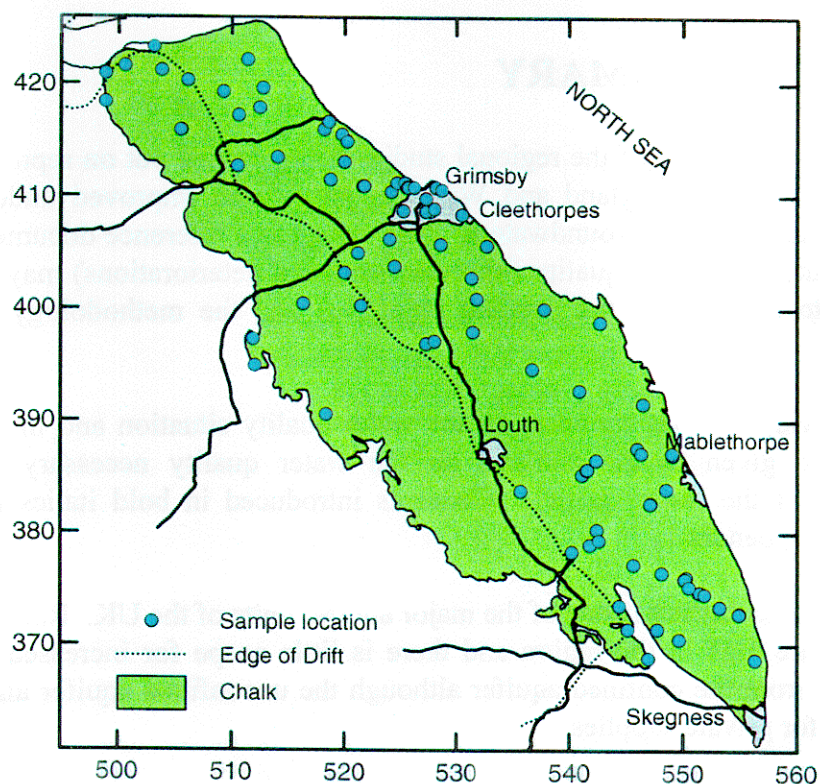 420
410
400
390
380
370
NORTH SEA
Grimsby
Cleethorpes
Louth
Mablethorpe
Skegness
Sample location
Edge of Drift
Chalk
500
510
520
530
540
550
560